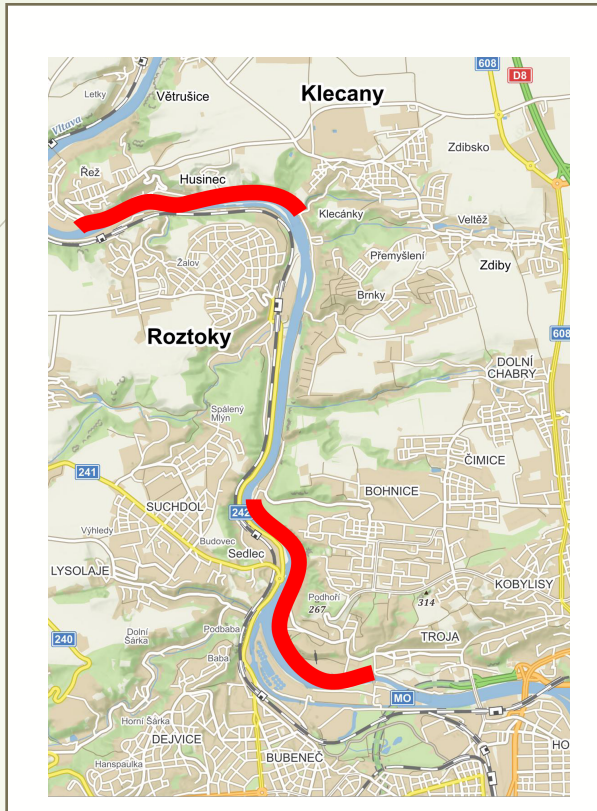 608
D8
Letky
Větrušice
Klecany
Vltava
Zdibsko
Řež
Husinec
Klecánky
Veltěž
Žalov
Přemyšlení
Zdiby
Brnky
Roztoky
608
DOLNÍ
CHABRY
Spálený
Mlýn
241
ČIMICE
BOHNICE
SUCHDOL
242
Výhledy
Budovec
Sedlec
LYSOLAJE
KOBYLISY
Podhoří
267
314
240
Dolní
Šárka
Podbaba
TROJA
Baba
MO
Horní Šárka
DEJVICE
HO
BUBENEČ
Hanspaulka